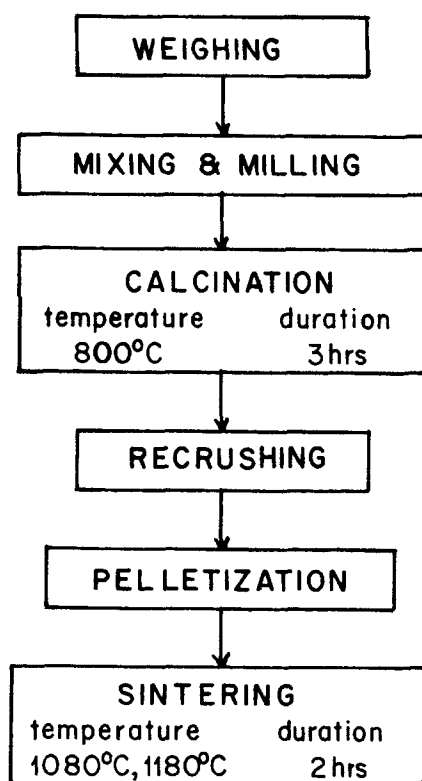 WEIGHING
MIXING & MILLING
CALCINATION
temperature duration
800°C 3hrs
RECRUSHING
PELLETIZATION
SINTERING
temperature duration
1080°C, 1180°C 2hrs